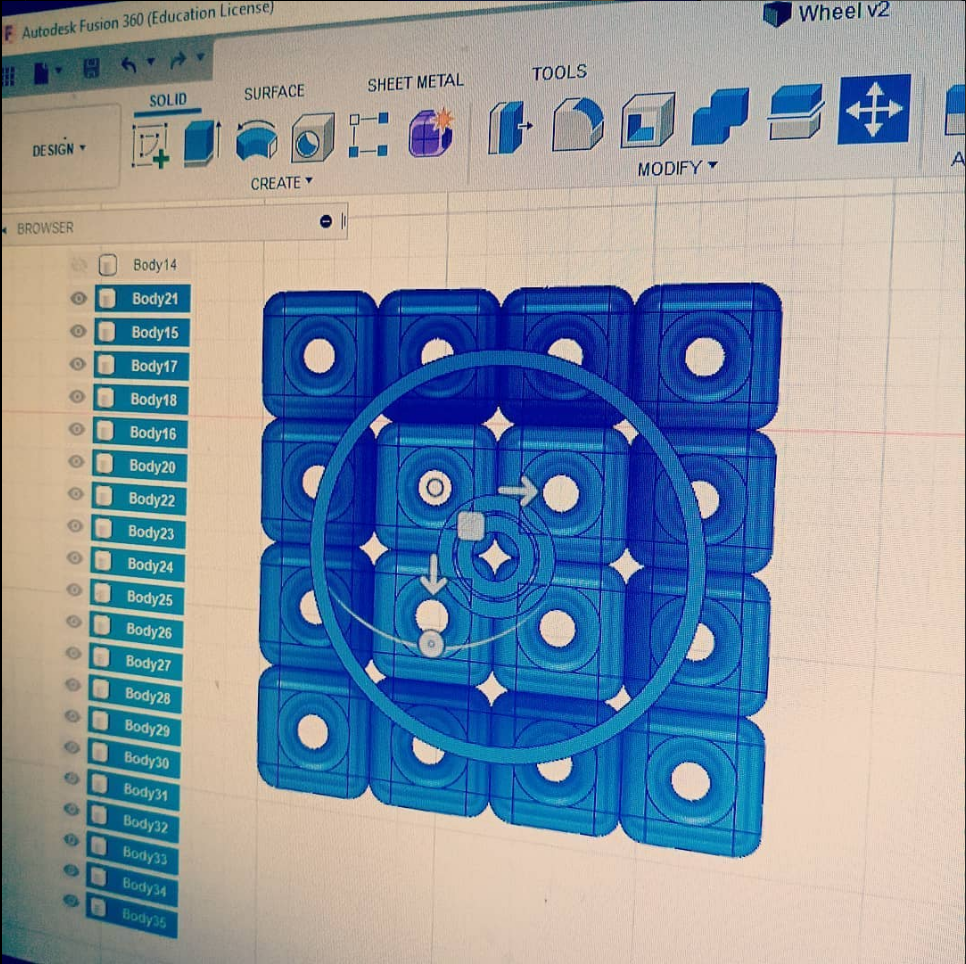 F Autodesk Fusion 360 (Education License)
Wheel v2
SOLID
SURFACE
SHEET METAL
TOOLS
DESIGN ▾
CREATE ▾
MODIFY ▾
A
BROWSER
Body14
Body21
Body15
Body17
Body18
Body16
Body20
Body22
Body23
Body24
Body25
Body26
Body27
Body28
Body29
Body30
Body31
Body32
Body33
Body34
Body35